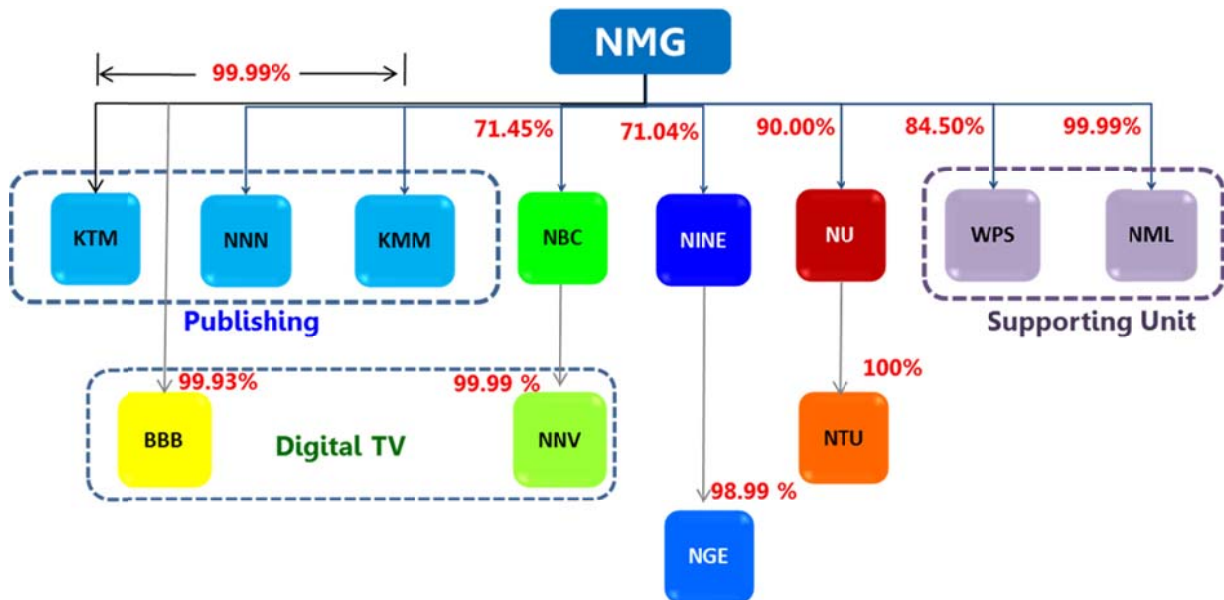 NMG
99.99%
71.45%
71.04%
90.00%
84.50%
99.99%
KTM
NNN
KMM
NBC
NINE
NU
WPS
NML
Publishing
Supporting Unit
99.93%
99.99 %
100%
BBB
Digital TV
NNV
NTU
98.99 %
NGE